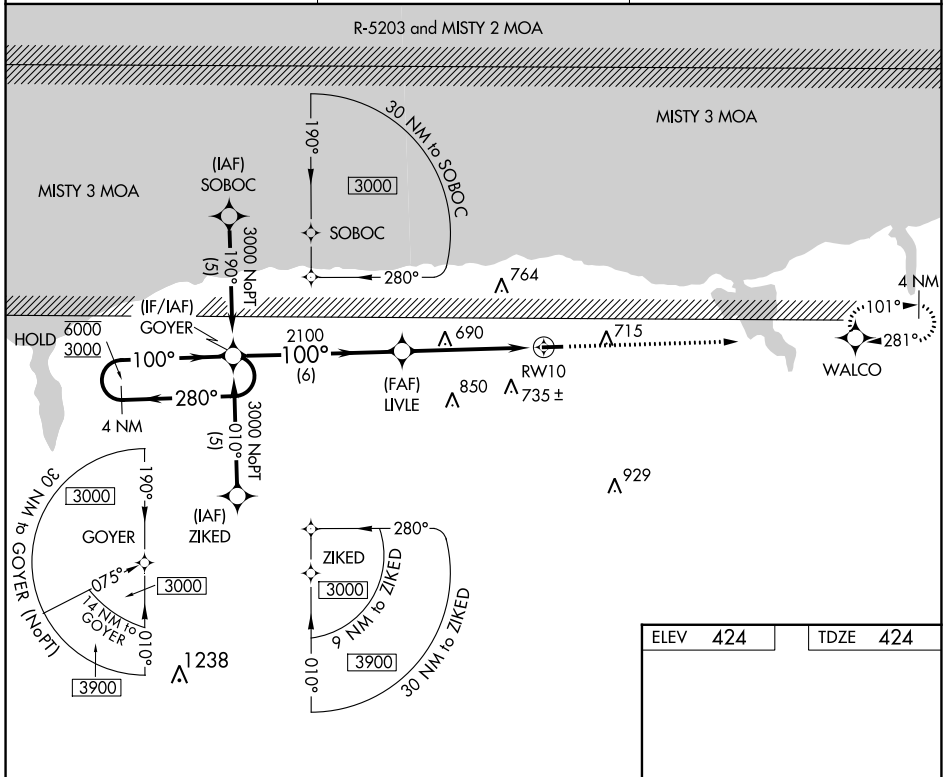 R-5203 and MISTY 2 MOA
MISTY 3 MOA
MISTY 3 MOA
(IAF)
SOBOC
3000 NoPT
190°
(5)
190°
30 NM to SOBOC
3000
SOBOC
280°
764
(IF/IAF)
GOYER
HOLD
6000
3000
100°
280°
4 NM
2100
100°
(6)
(FAF)
LIVLE
690
850
735 ±
RW10
715
4 NM
101°
281°
WALCO
3000 NoPT
010°
(5)
(IAF)
ZIKED
929
30 NM to GOYER (NoPT)
3000
190°
GOYER
075°
14 NM to
GOYER
3000
010°
3900
1238
280°
ZIKED
3000
9 NM to ZIKED
3900
30 NM to ZIKED
010°
ELEV 424
TDZE 424